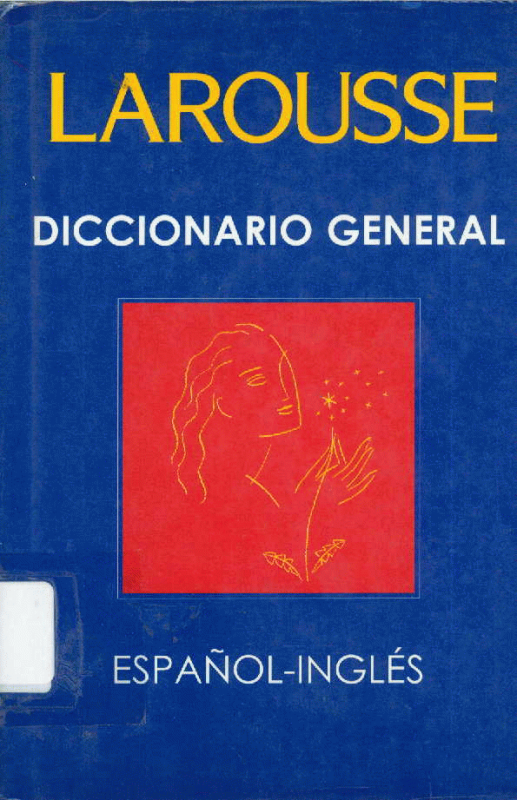 LAROUSSE
DICCIONARIO GENERAL
ESPAÑOL-INGLÉS